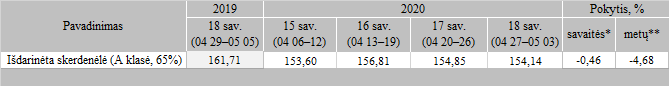 Pavadinimas 2019 2020 Pokytis, %
18 sav. (04 29–05 05) 15 sav. (04 06–12) 16 sav. (04 13–19) 17 sav. (04 20–26) 18 sav. (04 27–05 03) savaitės* metų**
Išdarinėta skerdenėlė (A klasė, 65%) 161,71 153,60 156,81 154,85 154,14 -0,46 -4,68